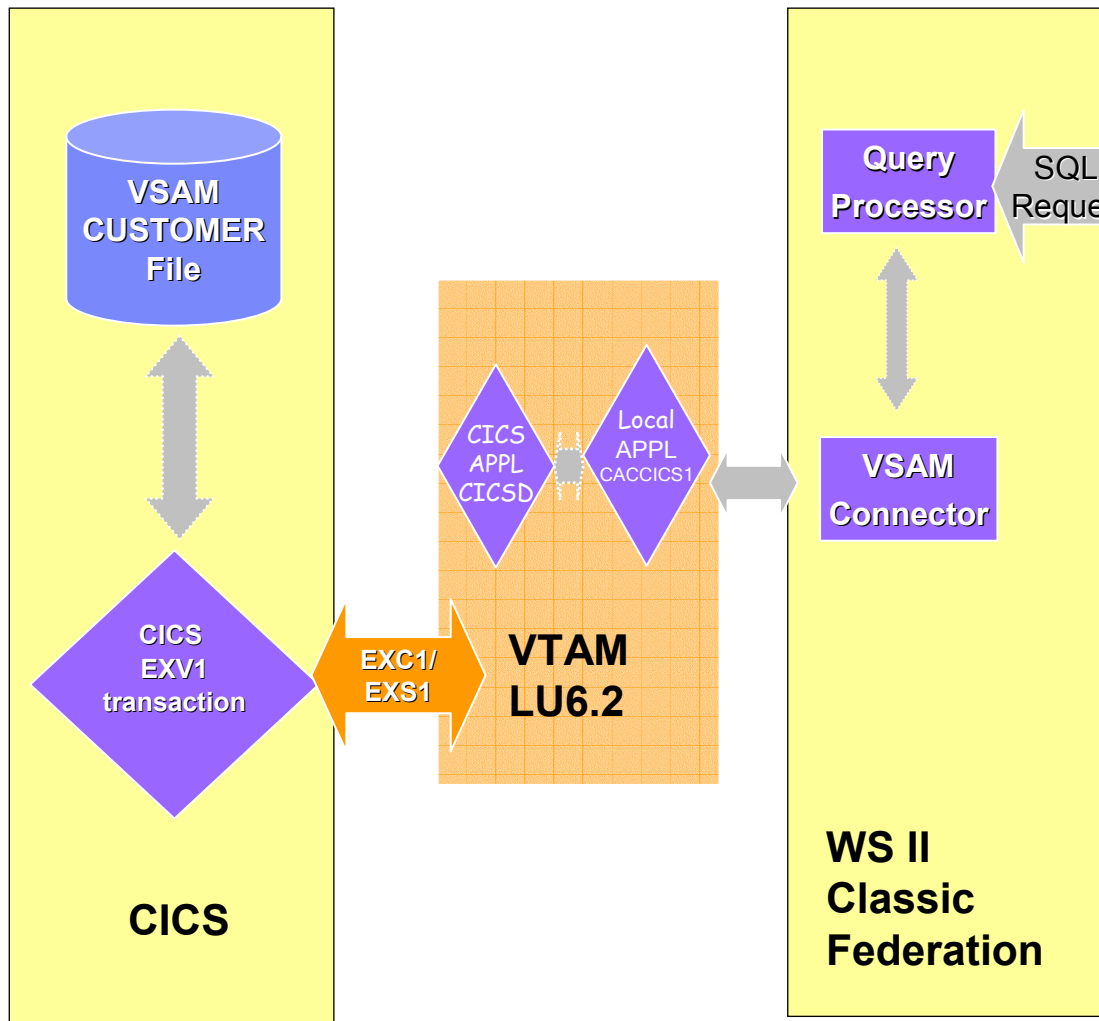 VSAM
CUSTOMER
File
CICS
EXV1
transaction
CICS
EXC1/
EXS1
CICS
APPL
CICSD
Local
APPL
CACCICS1
VTAM
LU6.2
Query
Processor
SQL
Reque
VSAM
Connector
WS II
Classic
Federation